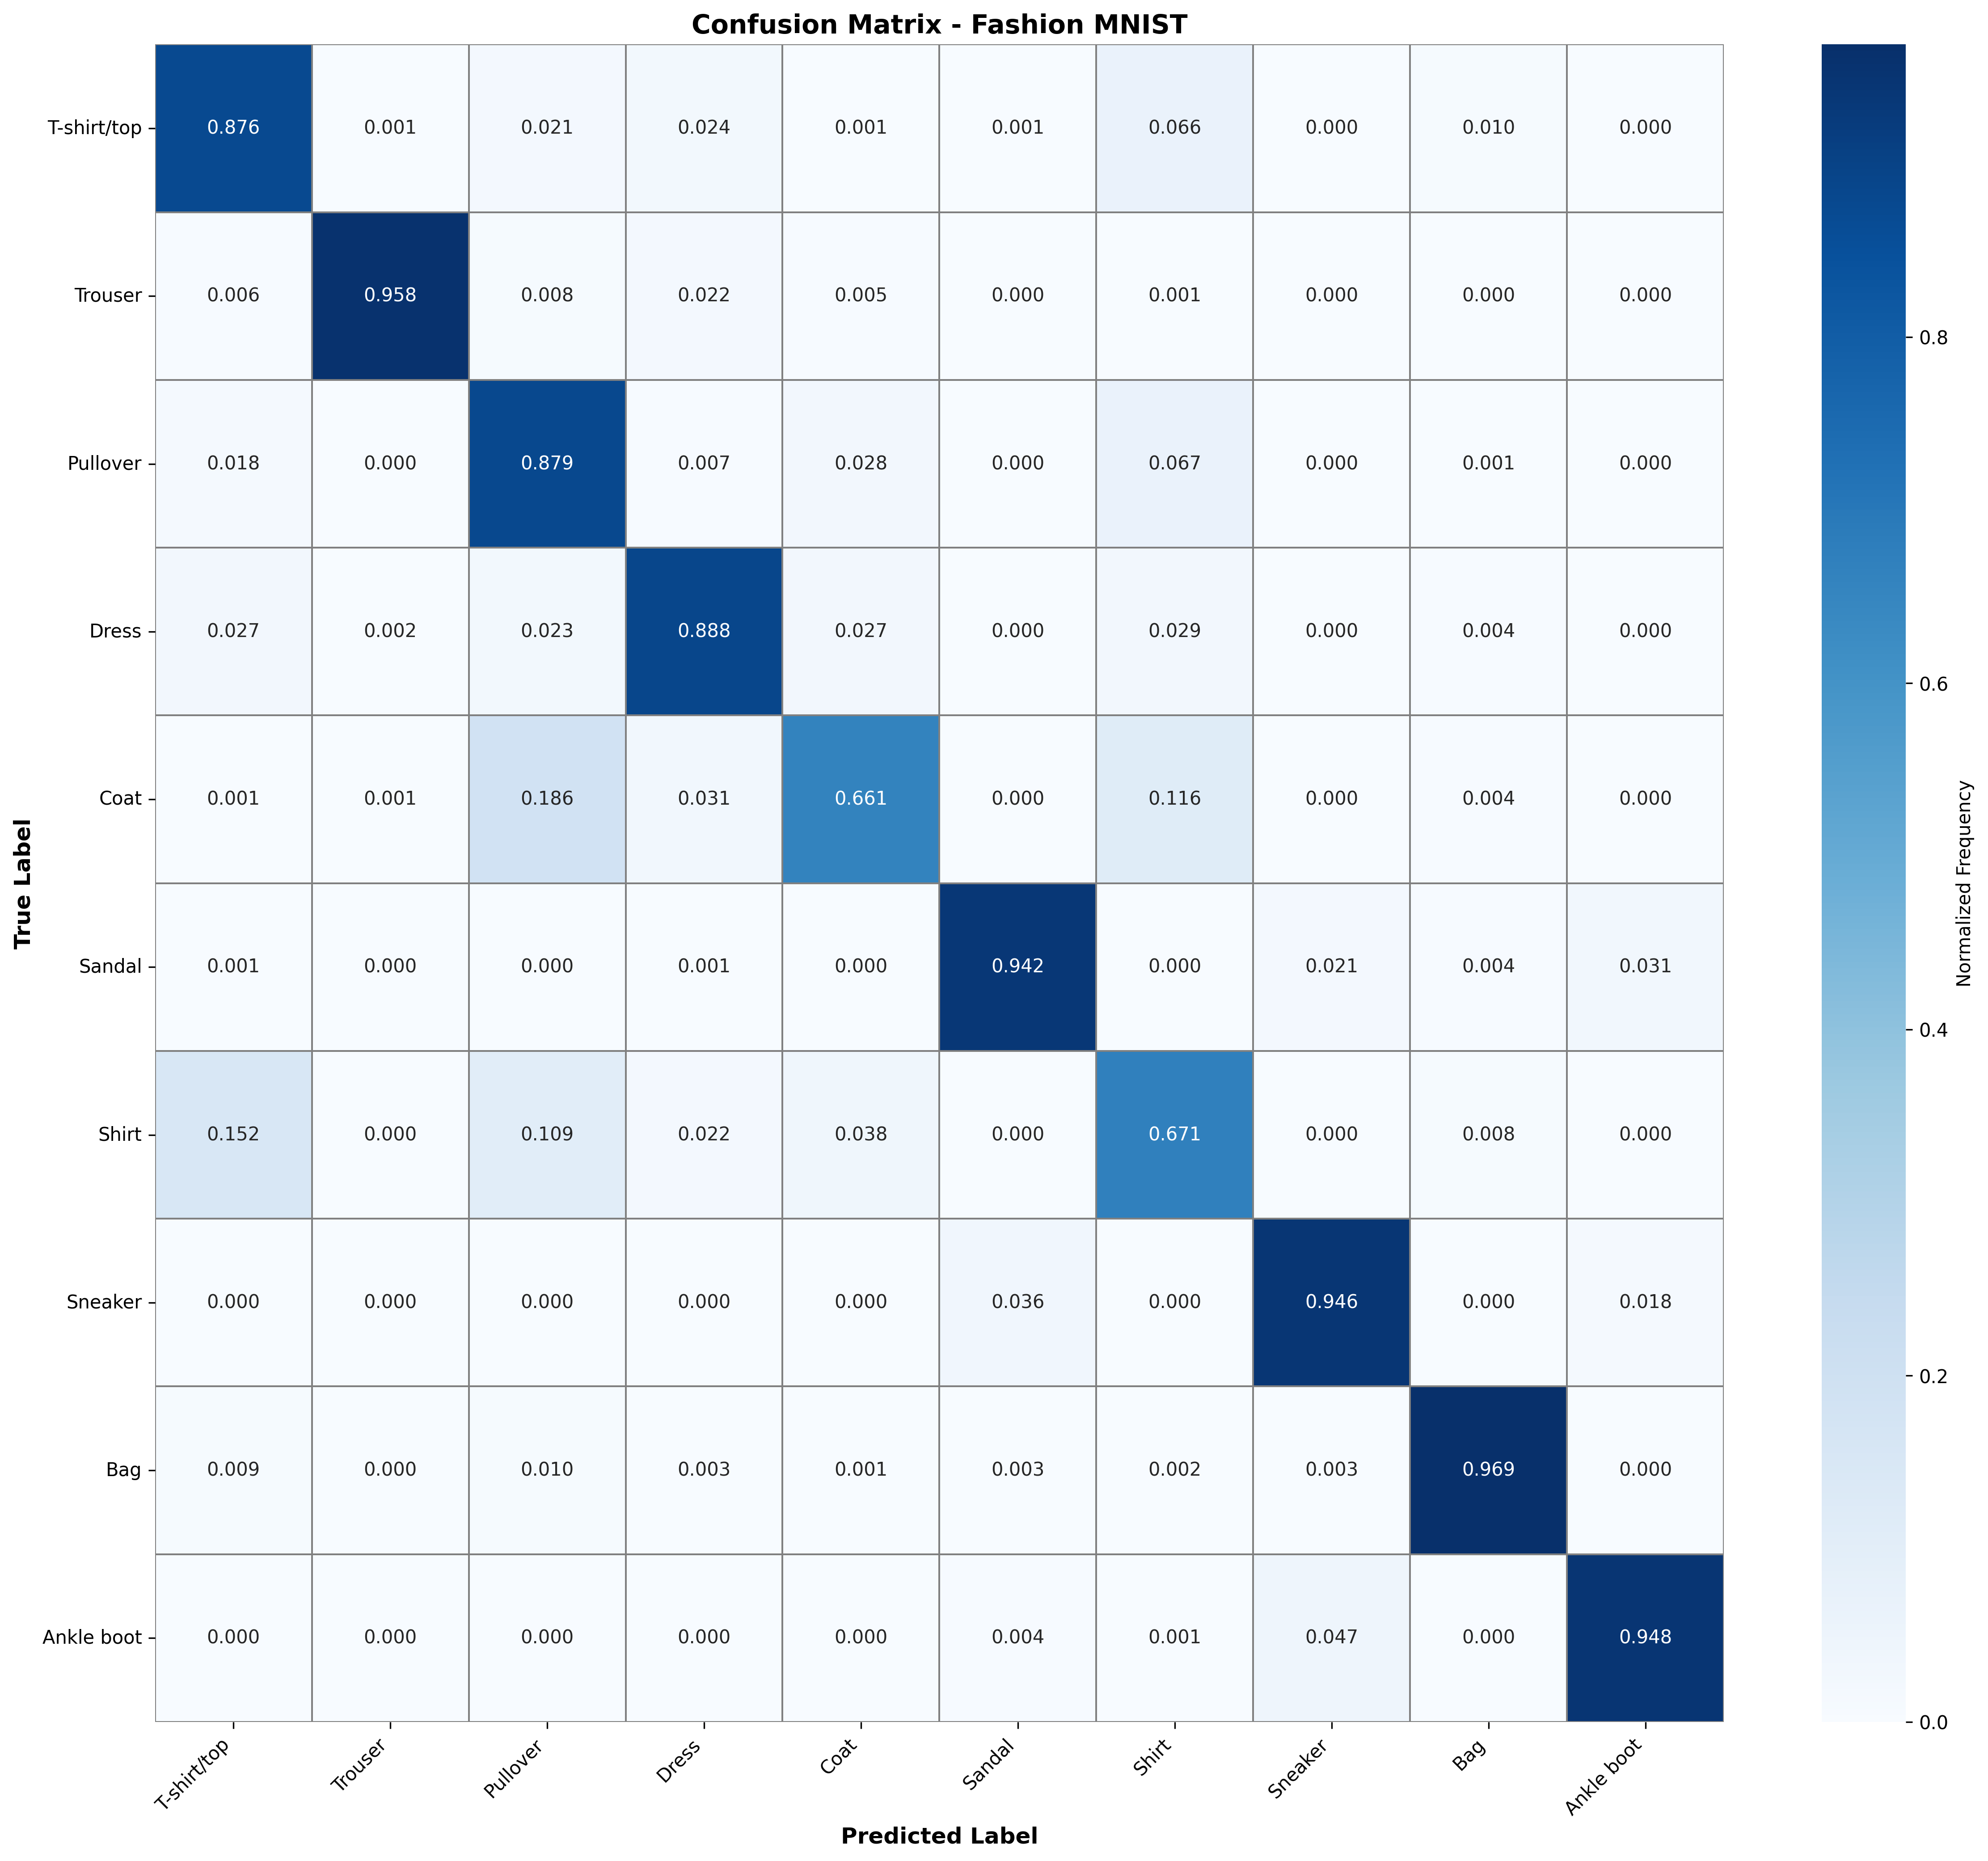 Confusion Matrix - Fashion MNIST
T-shirt/top 0.876 0.001 0.021 0.024 0.001 0.001 0.066 0.000 0.010 0.000
Trouser 0.006 0.958 0.008 0.022 0.005 0.000 0.001 0.000 0.000 0.000
Pullover 0.018 0.000 0.879 0.007 0.028 0.000 0.067 0.000 0.001 0.000
Dress 0.027 0.002 0.023 0.888 0.027 0.000 0.029 0.000 0.004 0.000
Coat 0.001 0.001 0.186 0.031 0.661 0.000 0.116 0.000 0.004 0.000
Sandal 0.001 0.000 0.000 0.001 0.000 0.942 0.000 0.021 0.004 0.031
Shirt 0.152 0.000 0.109 0.022 0.038 0.000 0.671 0.000 0.008 0.000
Sneaker 0.000 0.000 0.000 0.000 0.000 0.036 0.000 0.946 0.000 0.018
Bag 0.009 0.000 0.010 0.003 0.001 0.003 0.002 0.003 0.969 0.000
Ankle boot 0.000 0.000 0.000 0.000 0.000 0.004 0.001 0.047 0.000 0.948
T-shirt/top Trouser Pullover Dress Coat Sandal Shirt Sneaker Bag Ankle boot
Predicted Label
True Label
0.8
0.6
0.4
0.2
0.0
Normalized Frequency